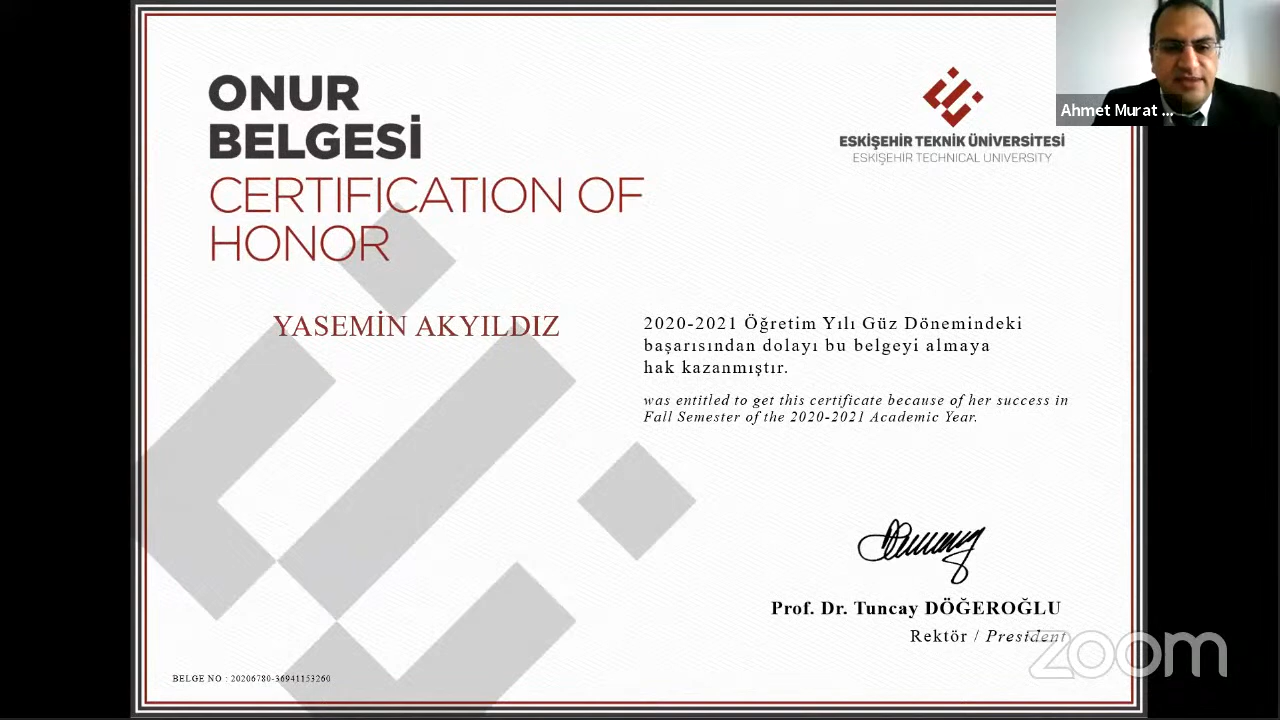 ONUR
BELGESİ
CERTIFICATION OF
HONOR
ESKİŞEHİR TEKNİK ÜNİVERSİTESİ
ESKİŞEHİR TECHNICAL UNIVERSITY
Ahmet Murat ...
YASEMİN AKYILDIZ
2020-2021 Öğretim Yılı Güz Dönemindeki
başarısından dolayı bu belgeyi almaya
hak kazanmıştır.
was entitled to get this certificate because of her success in
Fall Semester of the 2020-2021 Academic Year.
Prof. Dr. Tuncay DÖĞEROĞLU
Rektör / President
zoom
BELGE NO : 20206780-36941153260